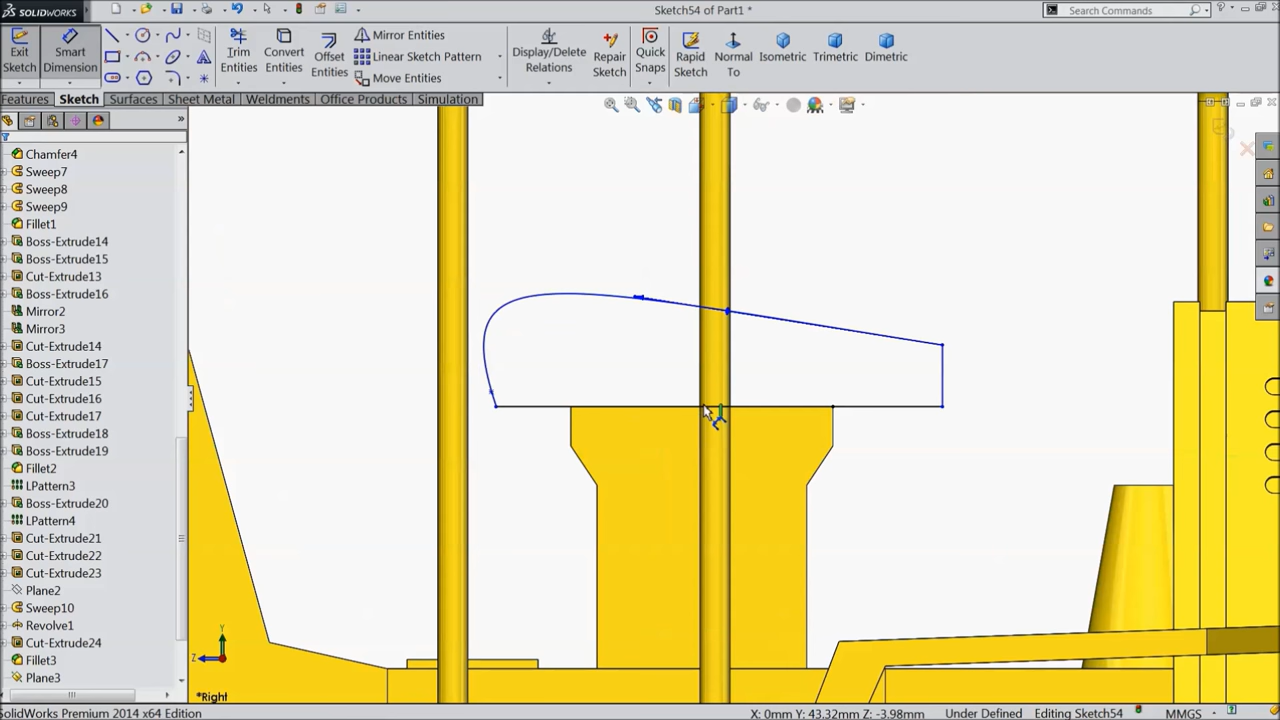 SOLIDWORKS
Sketch54 of Part1 *
Search Commands
Exit Sketch
Smart Dimension
Trim Entities
Convert Entities
Offset Entities
Mirror Entities
Linear Sketch Pattern
Move Entities
Display/Delete Relations
Repair Sketch
Quick Snaps
Rapid Sketch
Normal To
Isometric
Trimetric
Dimetric
Features
Sketch
Surfaces
Sheet Metal
Weldments
Office Products
Simulation
Chamfer4
Sweep7
Sweep8
Sweep9
Fillet1
Boss-Extrude14
Boss-Extrude15
Cut-Extrude13
Boss-Extrude16
Mirror2
Mirror3
Cut-Extrude14
Boss-Extrude17
Cut-Extrude15
Cut-Extrude16
Cut-Extrude17
Boss-Extrude18
Boss-Extrude19
Fillet2
LPattern3
Boss-Extrude20
LPattern4
Cut-Extrude21
Cut-Extrude22
Cut-Extrude23
Plane2
Sweep10
Revolve1
Cut-Extrude24
Fillet3
Plane3
Y
Z
*Right
SolidWorks Premium 2014 x64 Edition
X: 0mm Y: 43.32mm Z: -3.98mm
Under Defined
Editing Sketch54
MMGS